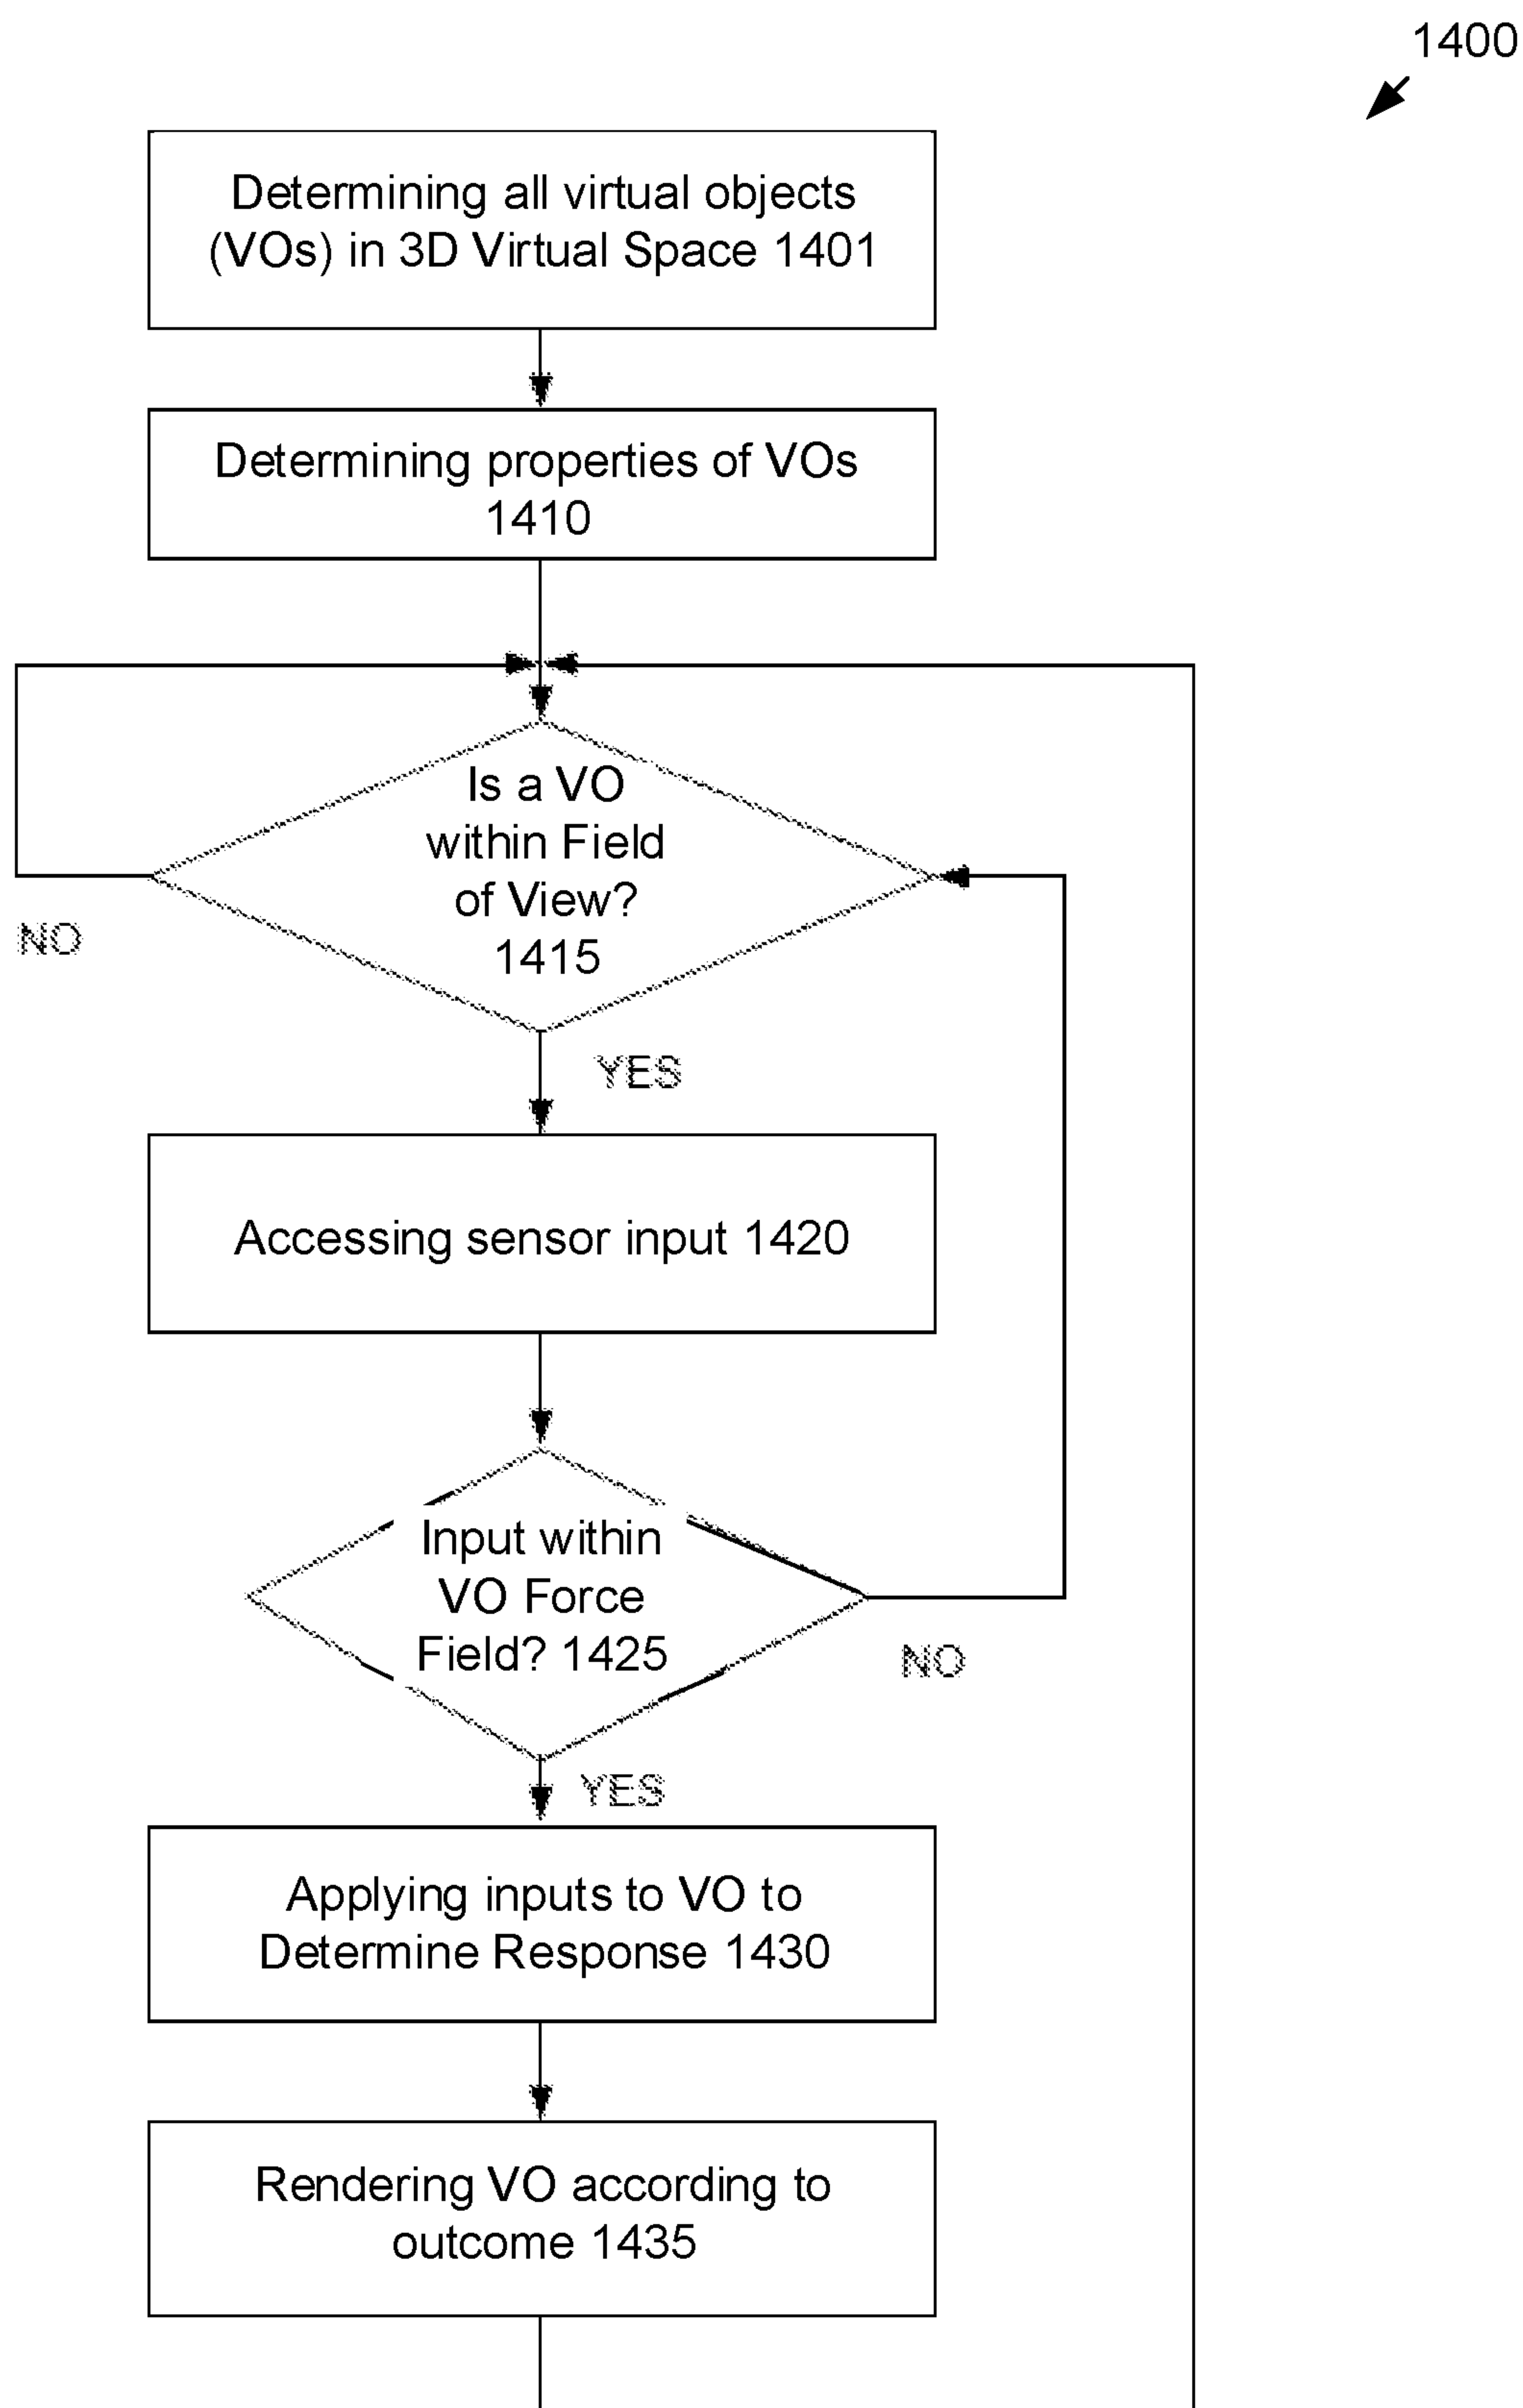 1400
Determining all virtual objects
(VOs) in 3D Virtual Space 1401
Determining properties of VOs
1410
Is a VO
within Field
of View?
1415
NO
YES
Accessing sensor input 1420
Input within
VO Force
Field? 1425
NO
YES
Applying inputs to VO to
Determine Response 1430
Rendering VO according to
outcome 1435